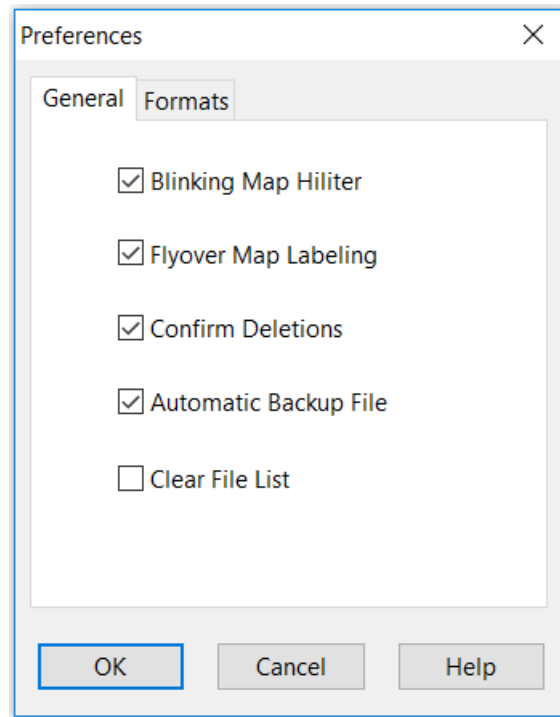 Preferences
General Formats
Blinking Map Hiliter
Flyover Map Labeling
Confirm Deletions
Automatic Backup File
Clear File List
OK Cancel Help